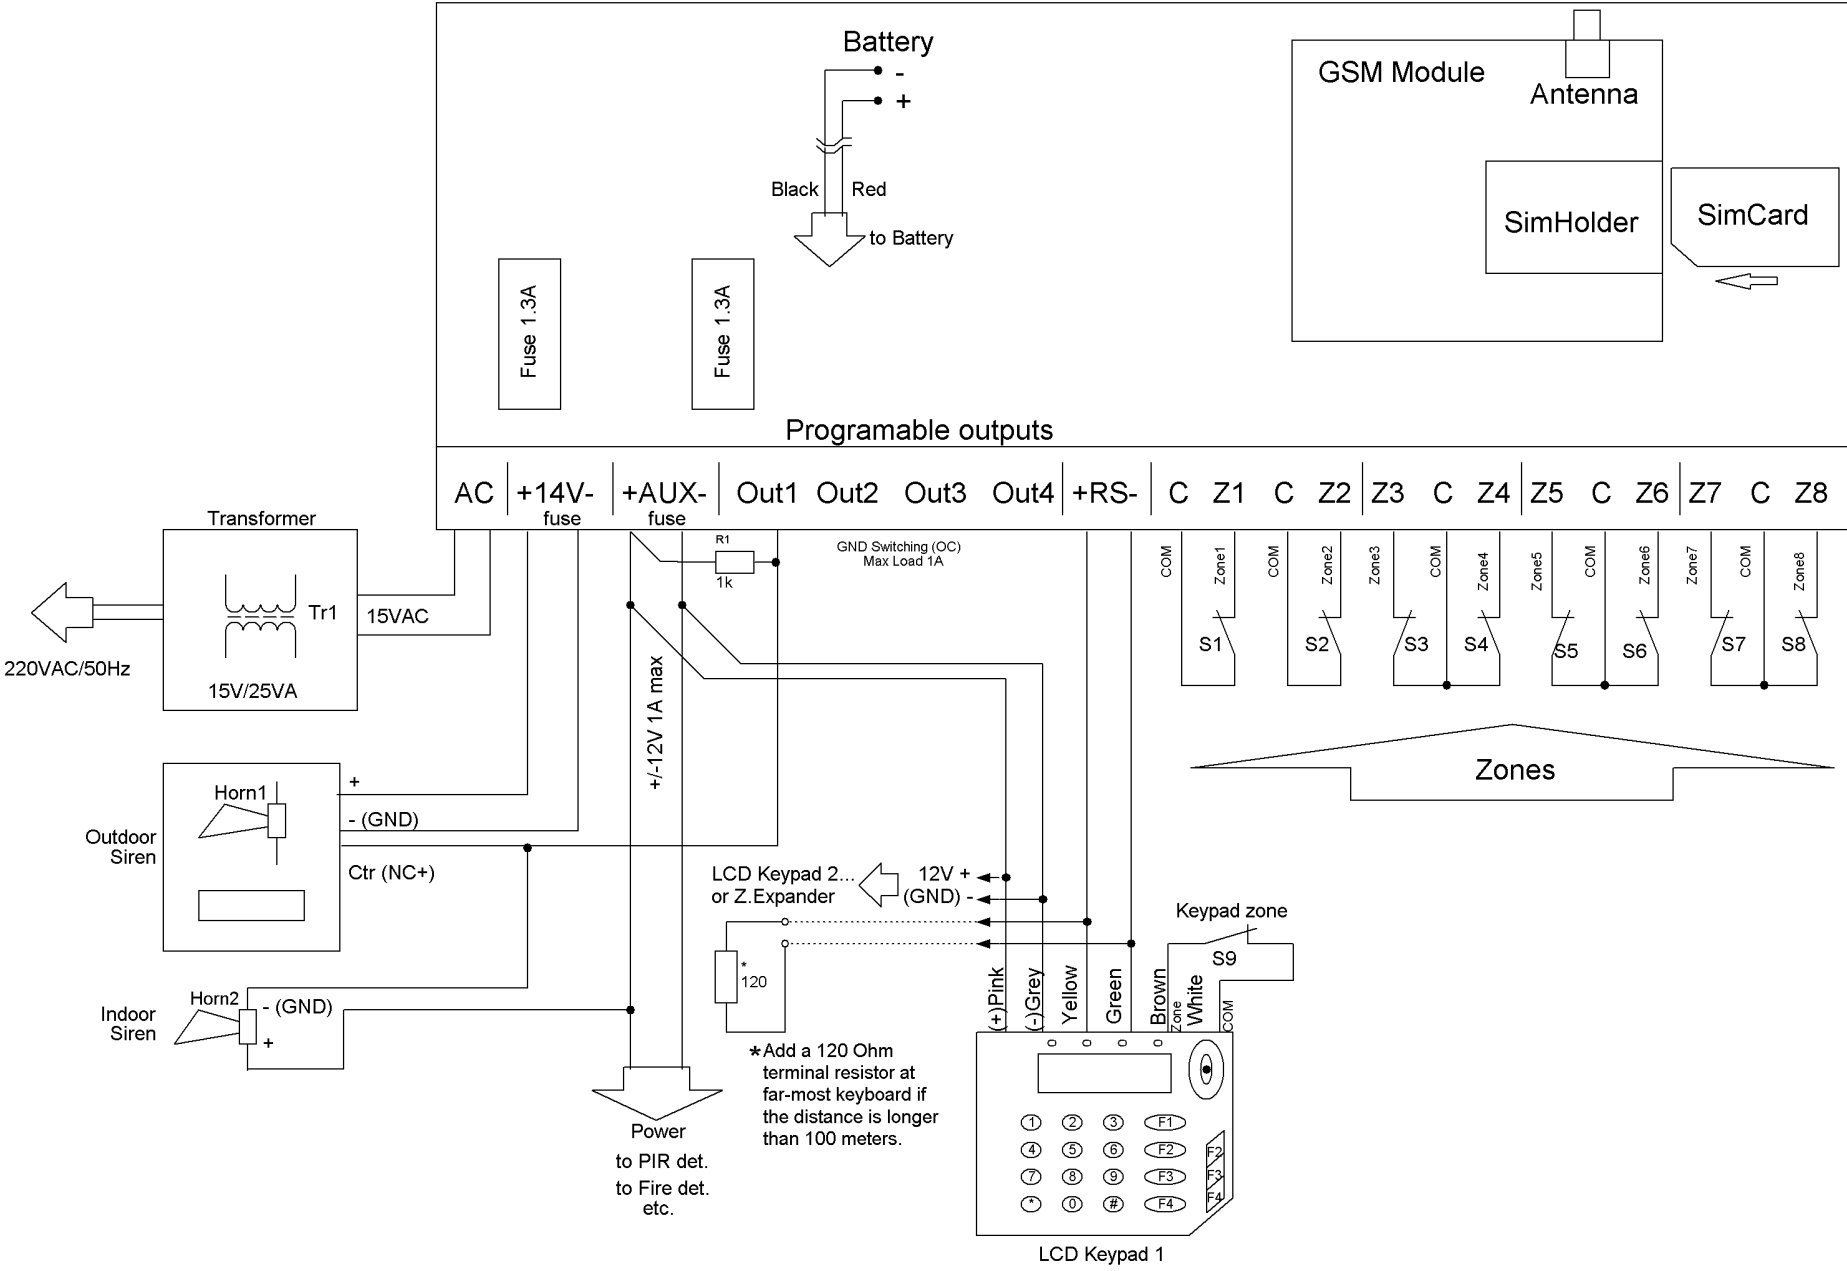 Battery
-
+
Black
Red
to Battery
GSM Module
Antenna
SimHolder
SimCard
Fuse 1.3A
Fuse 1.3A
Programable outputs
AC
+14V-
fuse
+AUX-
fuse
Out1
Out2
Out3
Out4
+RS-
C
Z1
C
Z2
Z3
C
Z4
Z5
C
Z6
Z7
C
Z8
Transformer
Tr1
15V/25VA
15VAC
220VAC/50Hz
R1
1k
GND Switching (OC)
Max Load 1A
COM
Zone1
COM
Zone2
Zone3
COM
Zone4
Zone5
COM
Zone6
Zone7
COM
Zone8
S1
S2
S3
S4
S5
S6
S7
S8
Zones
+/-12V 1A max
Outdoor
Siren
Horn1
+
- (GND)
Ctr (NC+)
Indoor
Siren
Horn2
- (GND)
+
LCD Keypad 2...
or Z.Expander
12V +
(GND) -
*
120
*Add a 120 Ohm
terminal resistor at
far-most keyboard if
the distance is longer
than 100 meters.
Power
to PIR det.
to Fire det.
etc.
Keypad zone
S9
(+)Pink
(-)Grey
Yellow
Green
Brown
Zone
White
COM
1
2
3
F1
4
5
6
F2
7
8
9
F3
*
0
#
F4
F2
F3
F4
LCD Keypad 1